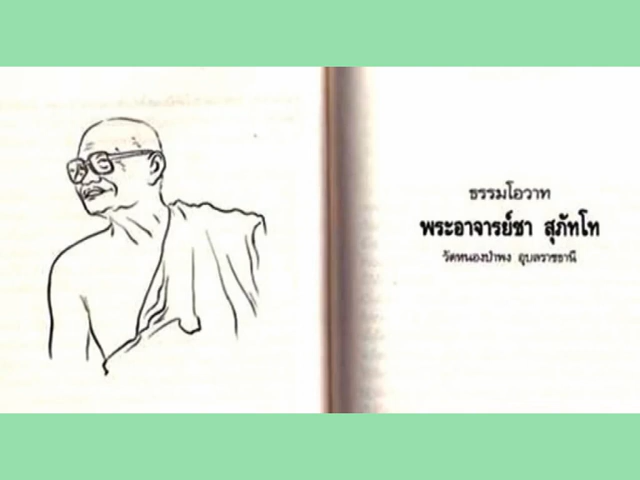 ธรรมโอวาท
พระอาจารย์ชา สุภัทโท
วัดหนองป่าพง อุบลราชธานี